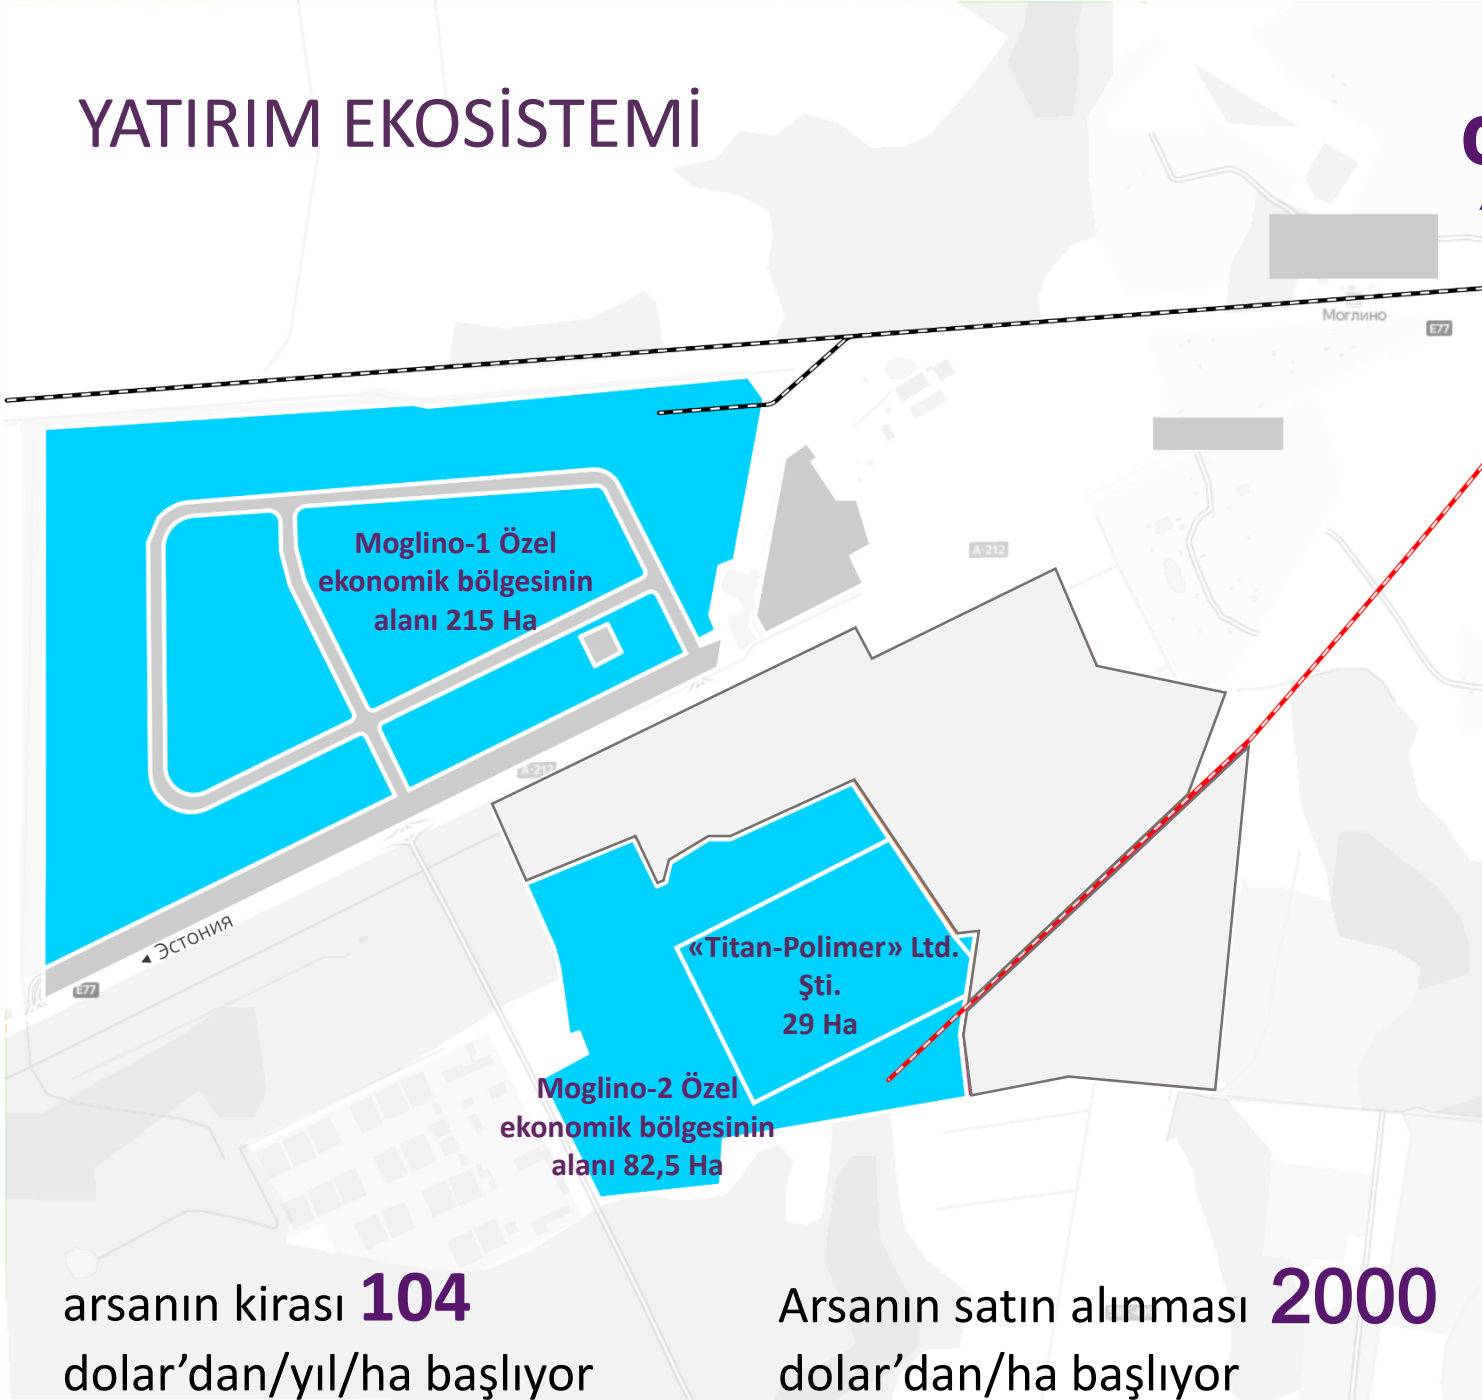 YATIRIM EKOSİSTEMİ
Моглино
E77
Moglino-1 Özel
ekonomik bölgesinin
alanı 215 Ha
A-212
A-212
◄ Эстония
E77
«Titan-Polimer» Ltd.
Şti.
29 Ha
Moglino-2 Özel
ekonomik bölgesinin
alanı 82,5 Ha
arsanın kirası 104
dolar’dan/yıl/ha başlıyor
Arsanın satın alınması 2000
dolar’dan/ha başlıyor